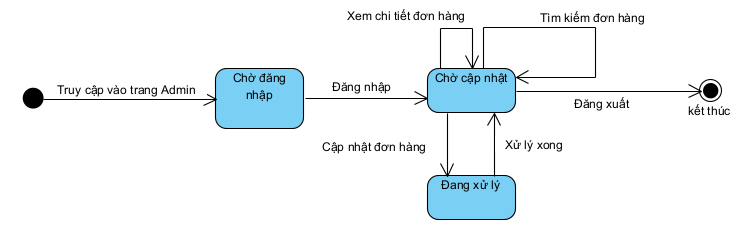 Xem chi tiết đơn hàng
Tìm kiếm đơn hàng
Truy cập vào trang Admin
Chờ đăng
nhập
Đăng nhập
Chờ cập nhật
Đăng xuất
kết thúc
Cập nhật đơn hàng
Xử lý xong
Đang xử lý